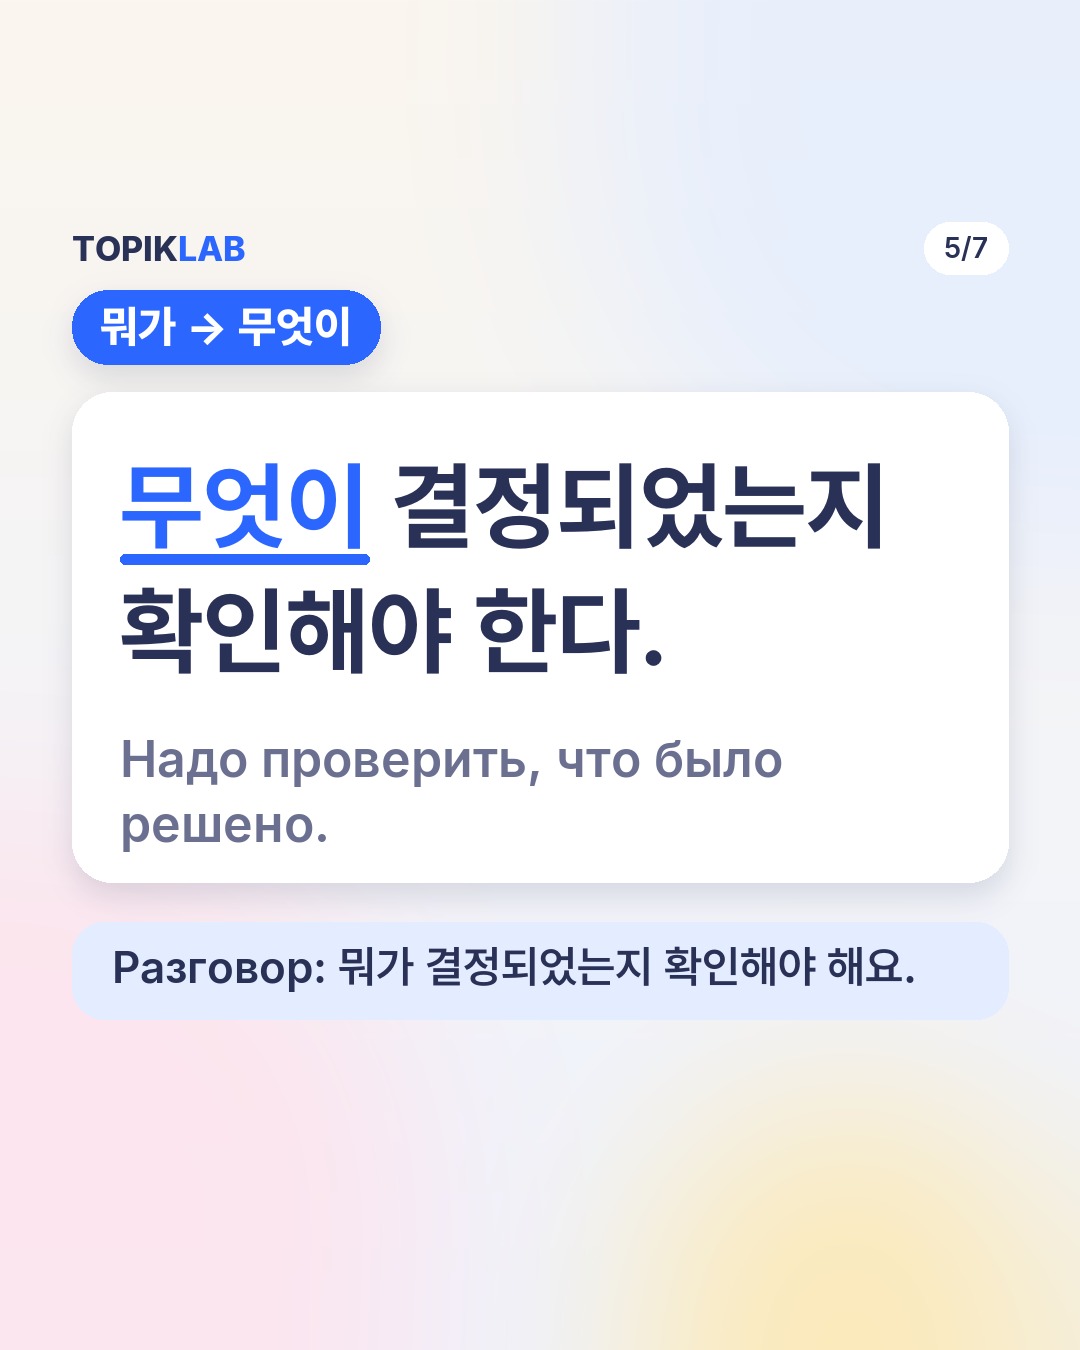 TOPIKLAB
5/7
뭐가 → 무엇이
무엇이 결정되었는지
확인해야 한다.
Надо проверить, что было
решено.
Разговор: 뭐가 결정되었는지 확인해야 해요.